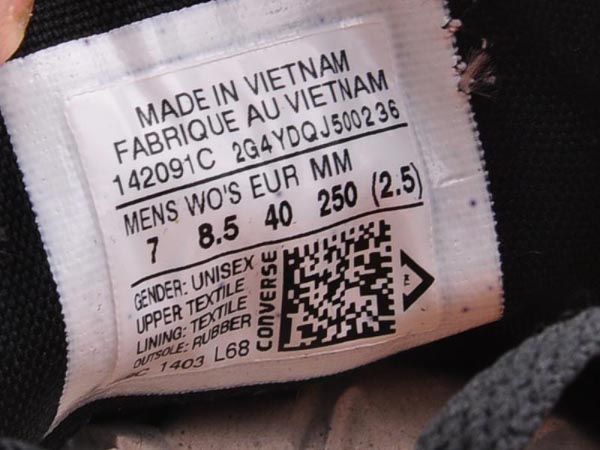 MADE IN VIETNAM
FABRIQUE AU VIETNAM
142091C 2G4YDQJ500236
MENS WO'S EUR MM
7 8.5 40 250 (2.5)
GENDER: UNISEX
UPPER: TEXTILE
LINING: TEXTILE
OUTSOLE: RUBBER
1403 L68
CONVERSE